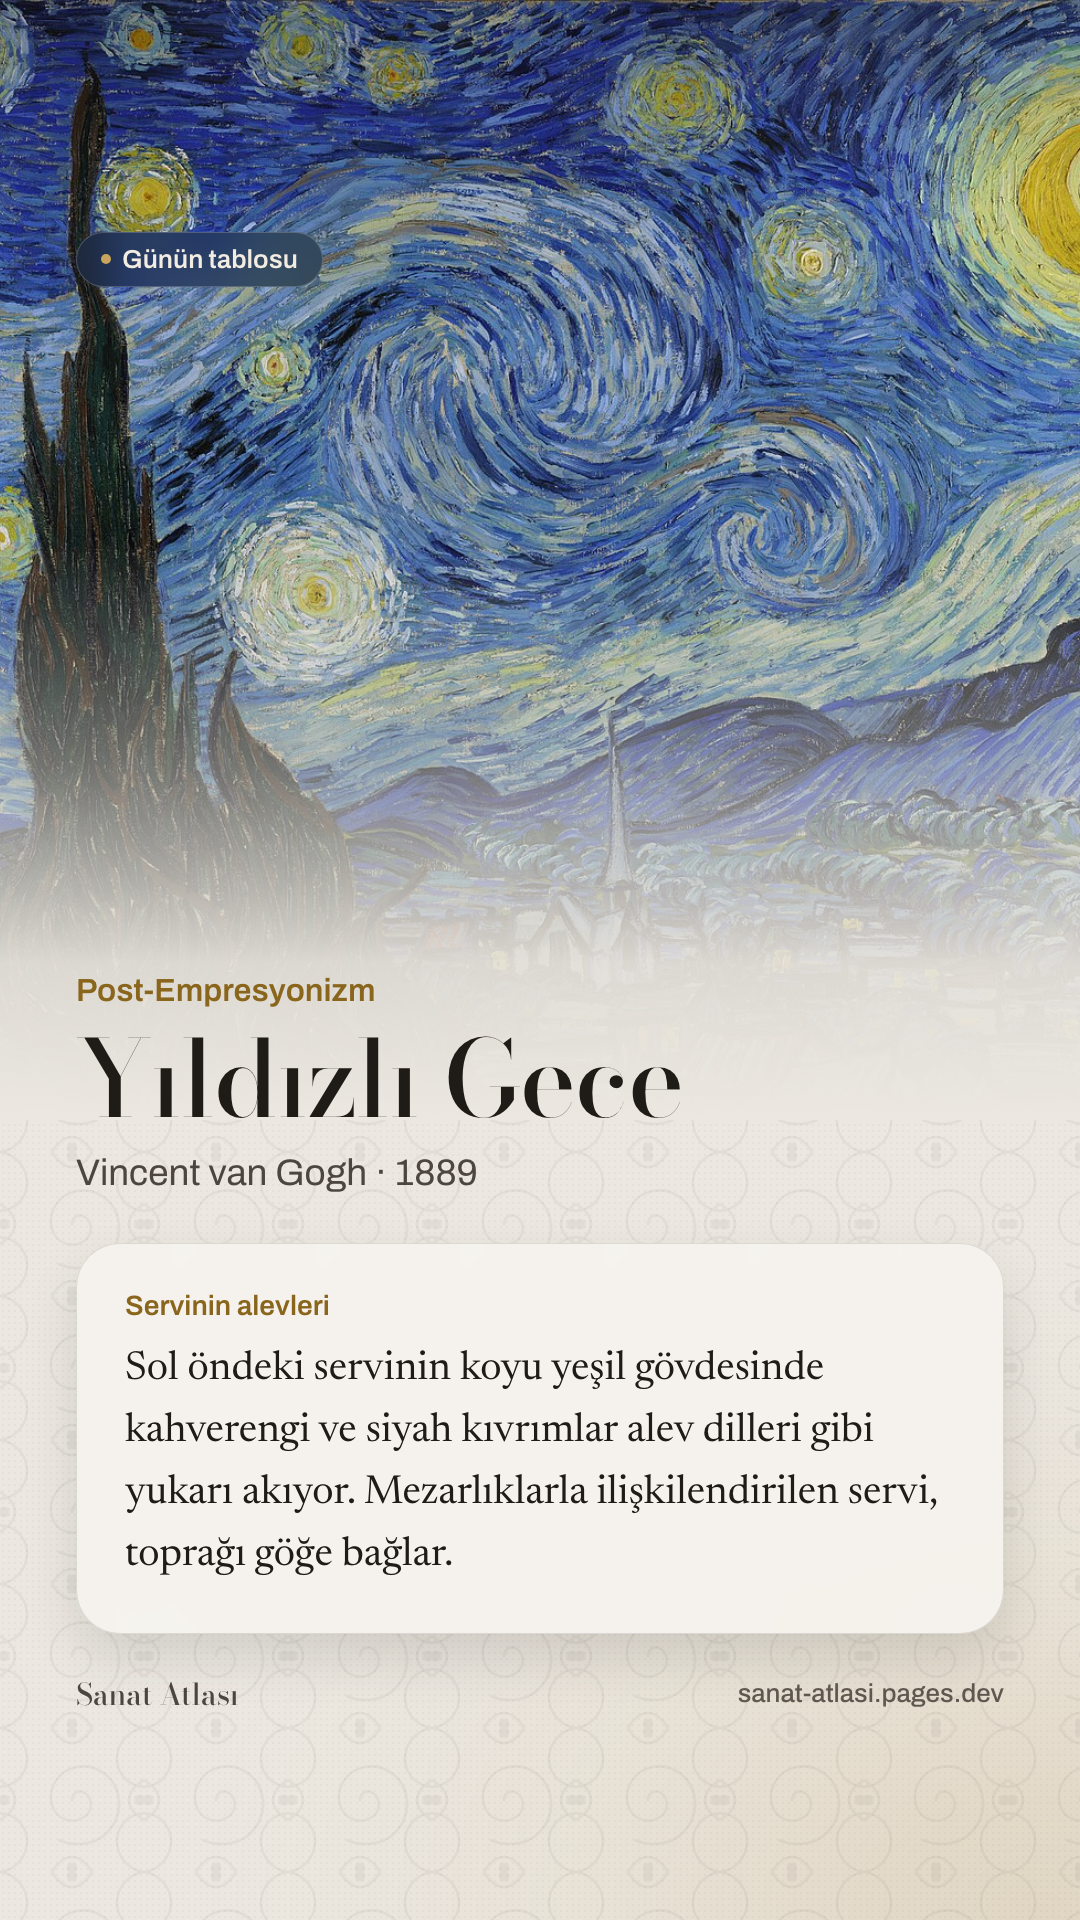 Günün tablosu
Post-Empresyonizm
Yıldızlı Gece
Vincent van Gogh · 1889
Servinin alevleri
Sol öndeki servinin koyu yeşil gövdesinde
kahverengi ve siyah kıvrımlar alev dilleri gibi
yukarı akıyor. Mezarlıklarla ilişkilendirilen servi,
toprağı göğe bağlar.
Sanat Atlası
sanat-atlasi.pages.dev